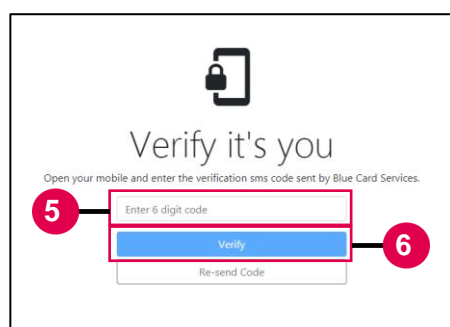 Verify it's you
Open your mobile and enter the verification sms code sent by Blue Card Services.
5
Enter 6 digit code
Verify
6
Re-send Code